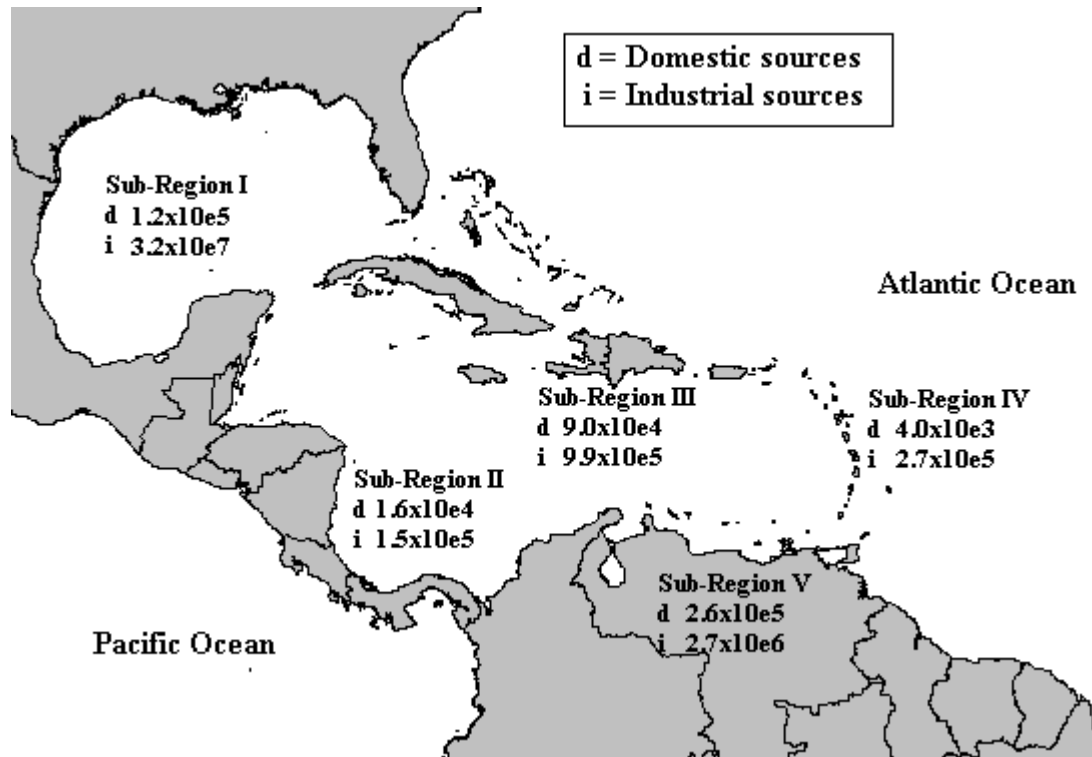 d = Domestic sources
i = Industrial sources
Sub-Region I
d 1.2x10e5
i 3.2x10e7
Atlantic Ocean
Sub-Region III
d 9.0x10e4
i 9.9x10e5
Sub-Region IV
d 4.0x10e3
i 2.7x10e5
Sub-Region II
d 1.6x10e4
i 1.5x10e5
Sub-Region V
d 2.6x10e5
i 2.7x10e6
Pacific Ocean